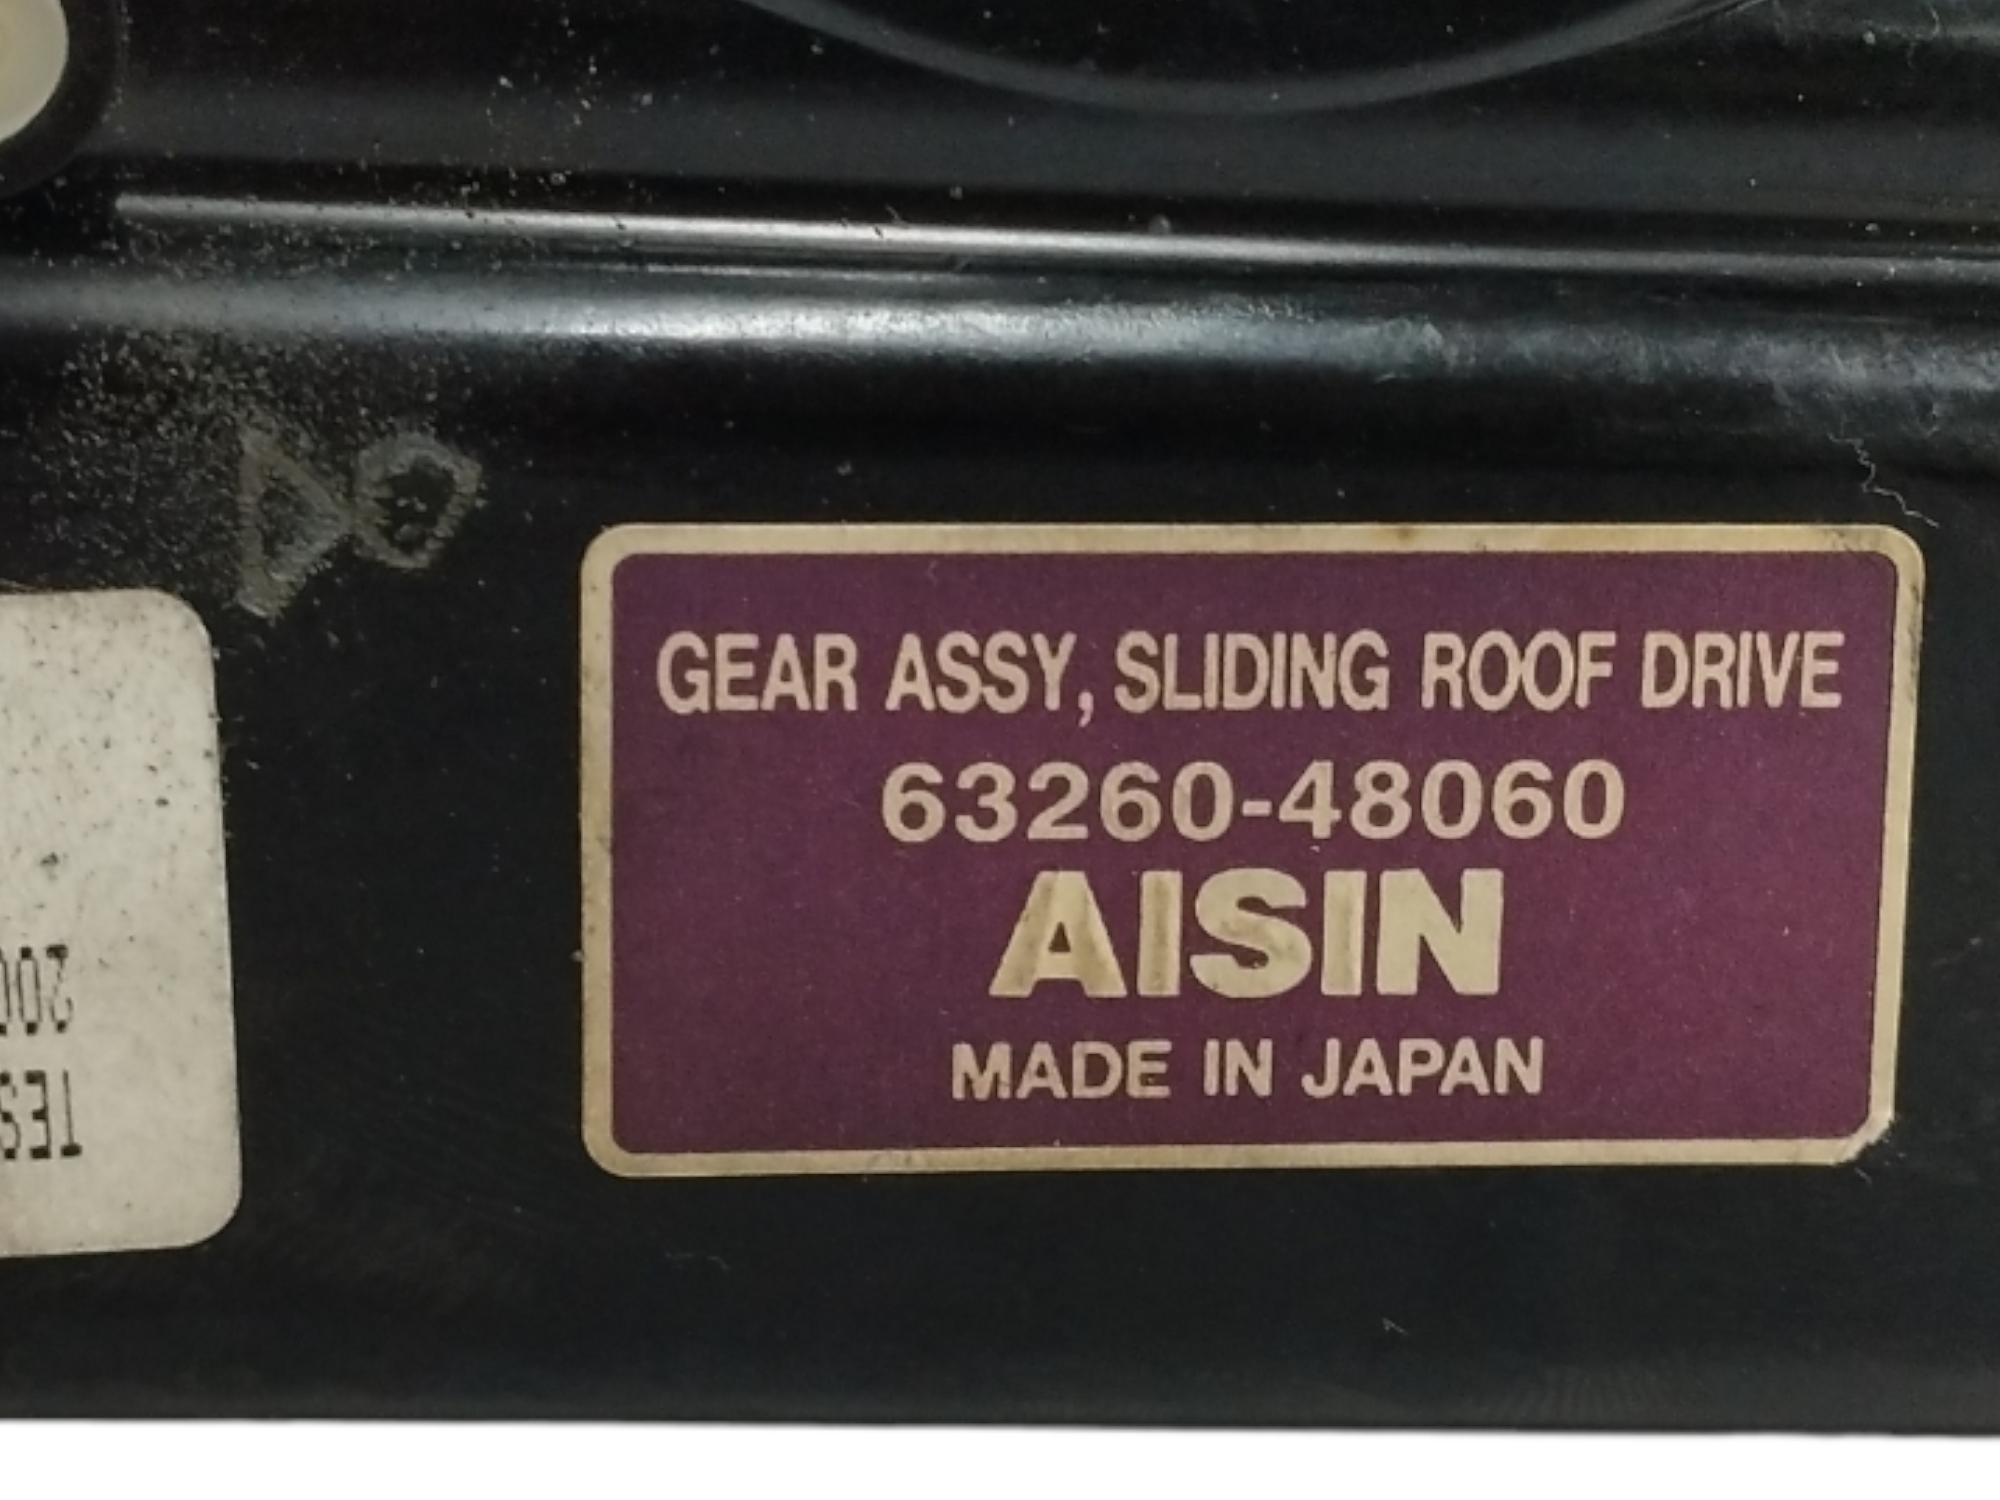 GEAR ASSY, SLIDING ROOF DRIVE
63260-48060
AISIN
MADE IN JAPAN